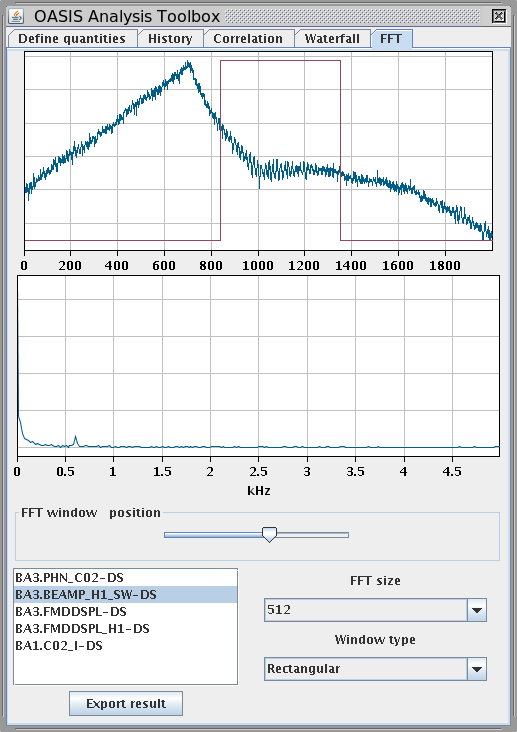 OASIS Analysis Toolbox
Define quantities History Correlation Waterfall FFT
0 200 400 600 800 1000 1200 1400 1600 1800
0 0.5 1 1.5 2 2.5 3 3.5 4 4.5
kHz
FFT window position
BA3.PHN_C02-DS
BA3.BEAMP_H1_SW-DS
BA3.FMDDSPL-DS
BA3.FMDDSPL_H1-DS
BA1.C02_I-DS
Export result
FFT size
512
Window type
Rectangular